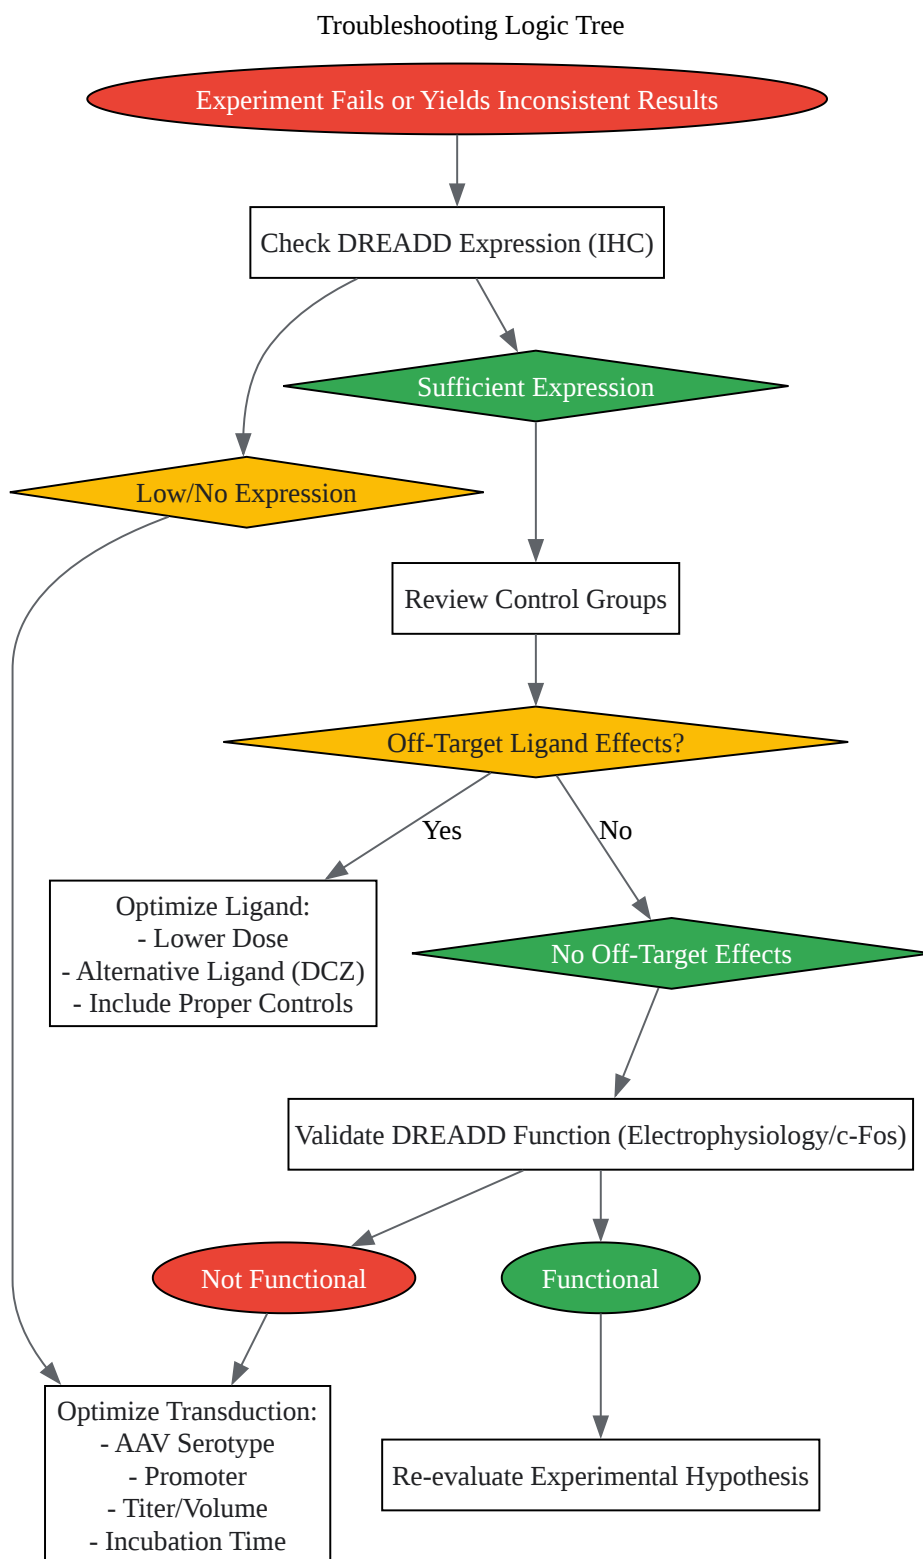 Troubleshooting Logic Tree
Experiment Fails or Yields Inconsistent Results
Check DREADD Expression (IHC)
Sufficient Expression
Low/No Expression
Review Control Groups
Off-Target Ligand Effects?
Yes
No
Optimize Ligand:
- Lower Dose
- Alternative Ligand (DCZ)
- Include Proper Controls
No Off-Target Effects
Validate DREADD Function (Electrophysiology/c-Fos)
Not Functional
Functional
Optimize Transduction:
- AAV Serotype
- Promoter
- Titer/Volume
- Incubation Time
Re-evaluate Experimental Hypothesis